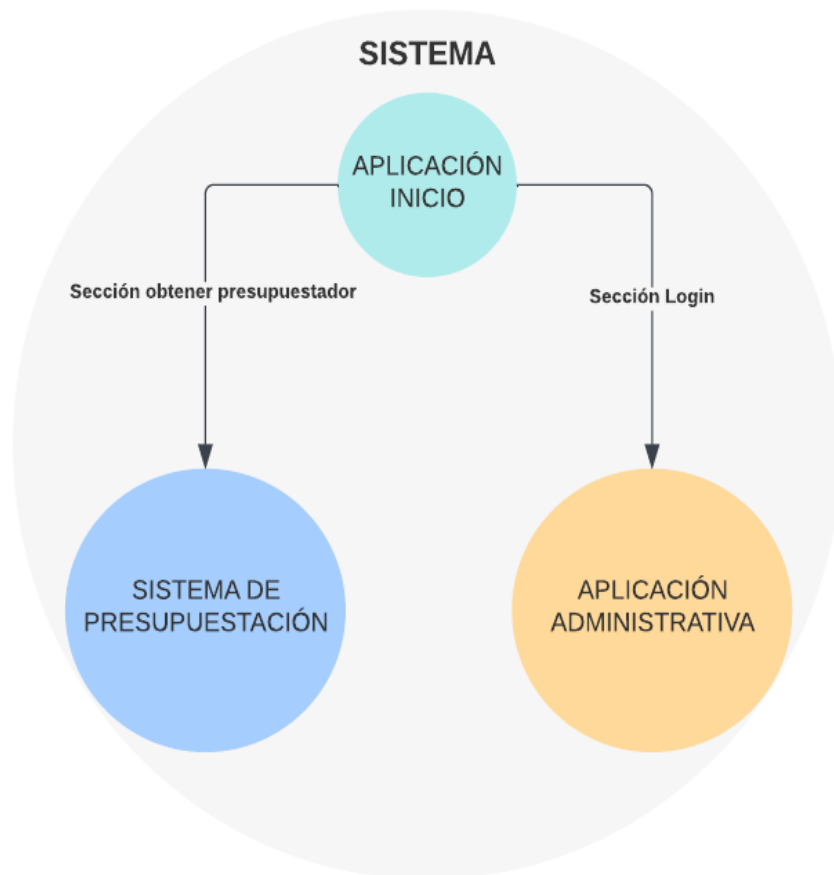 SISTEMA
APLICACIÓN
INICIO
Sección obtener presupuestador
Sección Login
SISTEMA DE
PRESUPUESTACIÓN
APLICACIÓN
ADMINISTRATIVA